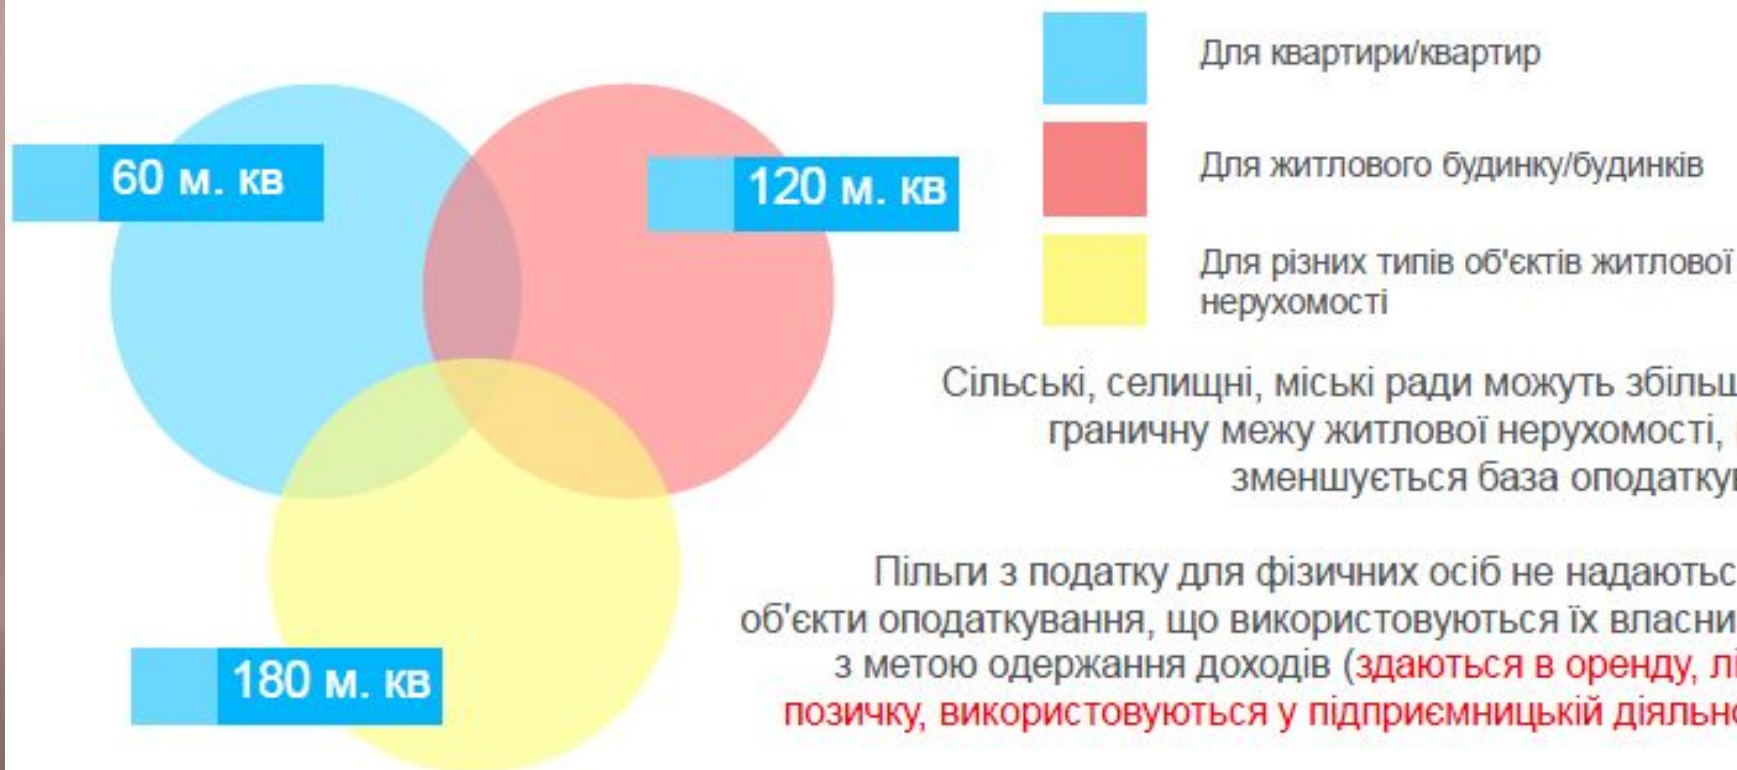 60 м. кв
120 м. кв
180 м. кв
Для квартири/квартир
Для житлового будинку/будинків
Для різних типів об'єктів житлової
нерухомості
Сільські, селищні, міські ради можуть
граничну межу житлової нерухомості,
зменшується база
Пільги з податку для фізичних осіб не
об'єкти оподаткування, що використовуються їх
з метою одержання доходів (здаються в оренду,
позичку, використовуються у підприємницькій